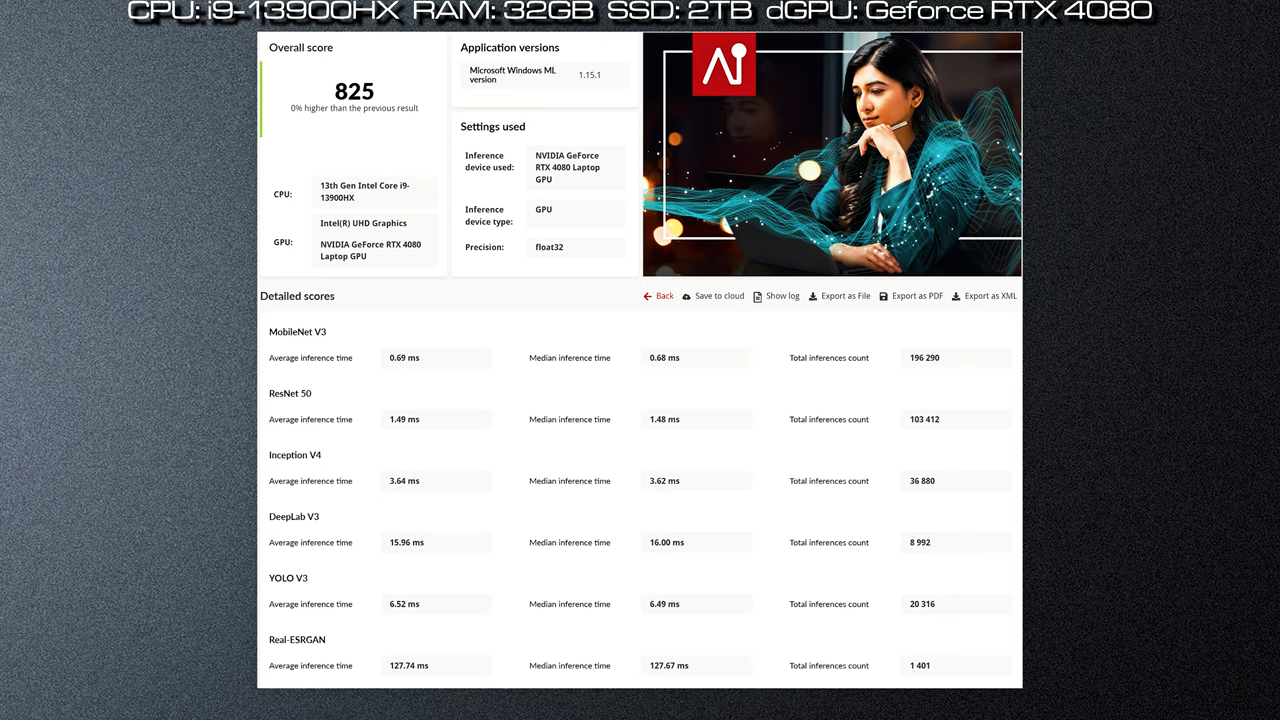 CPU: i9-13900HX RAM: 32GB SSD: 2TB dGPU: Geforce RTX 4080
Overall score
825
0% higher than the previous result
CPU:
13th Gen Intel Core i9-
13900HX
GPU:
Intel(R) UHD Graphics
NVIDIA GeForce RTX 4080
Laptop GPU
Application versions
Microsoft Windows ML
version
1.15.1
Settings used
Inference
device used:
NVIDIA GeForce
RTX 4080 Laptop
GPU
Inference
device type:
GPU
Precision:
float32
AI
Detailed scores
Back
Save to cloud
Show log
Export as File
Export as PDF
Export as XML
MobileNet V3
Average inference time 0.69 ms Median inference time 0.68 ms Total inferences count 196 290
ResNet 50
Average inference time 1.49 ms Median inference time 1.48 ms Total inferences count 103 412
Inception V4
Average inference time 3.64 ms Median inference time 3.62 ms Total inferences count 36 880
DeepLab V3
Average inference time 15.96 ms Median inference time 16.00 ms Total inferences count 8 992
YOLO V3
Average inference time 6.52 ms Median inference time 6.49 ms Total inferences count 20 316
Real-ESRGAN
Average inference time 127.74 ms Median inference time 127.67 ms Total inferences count 1 401